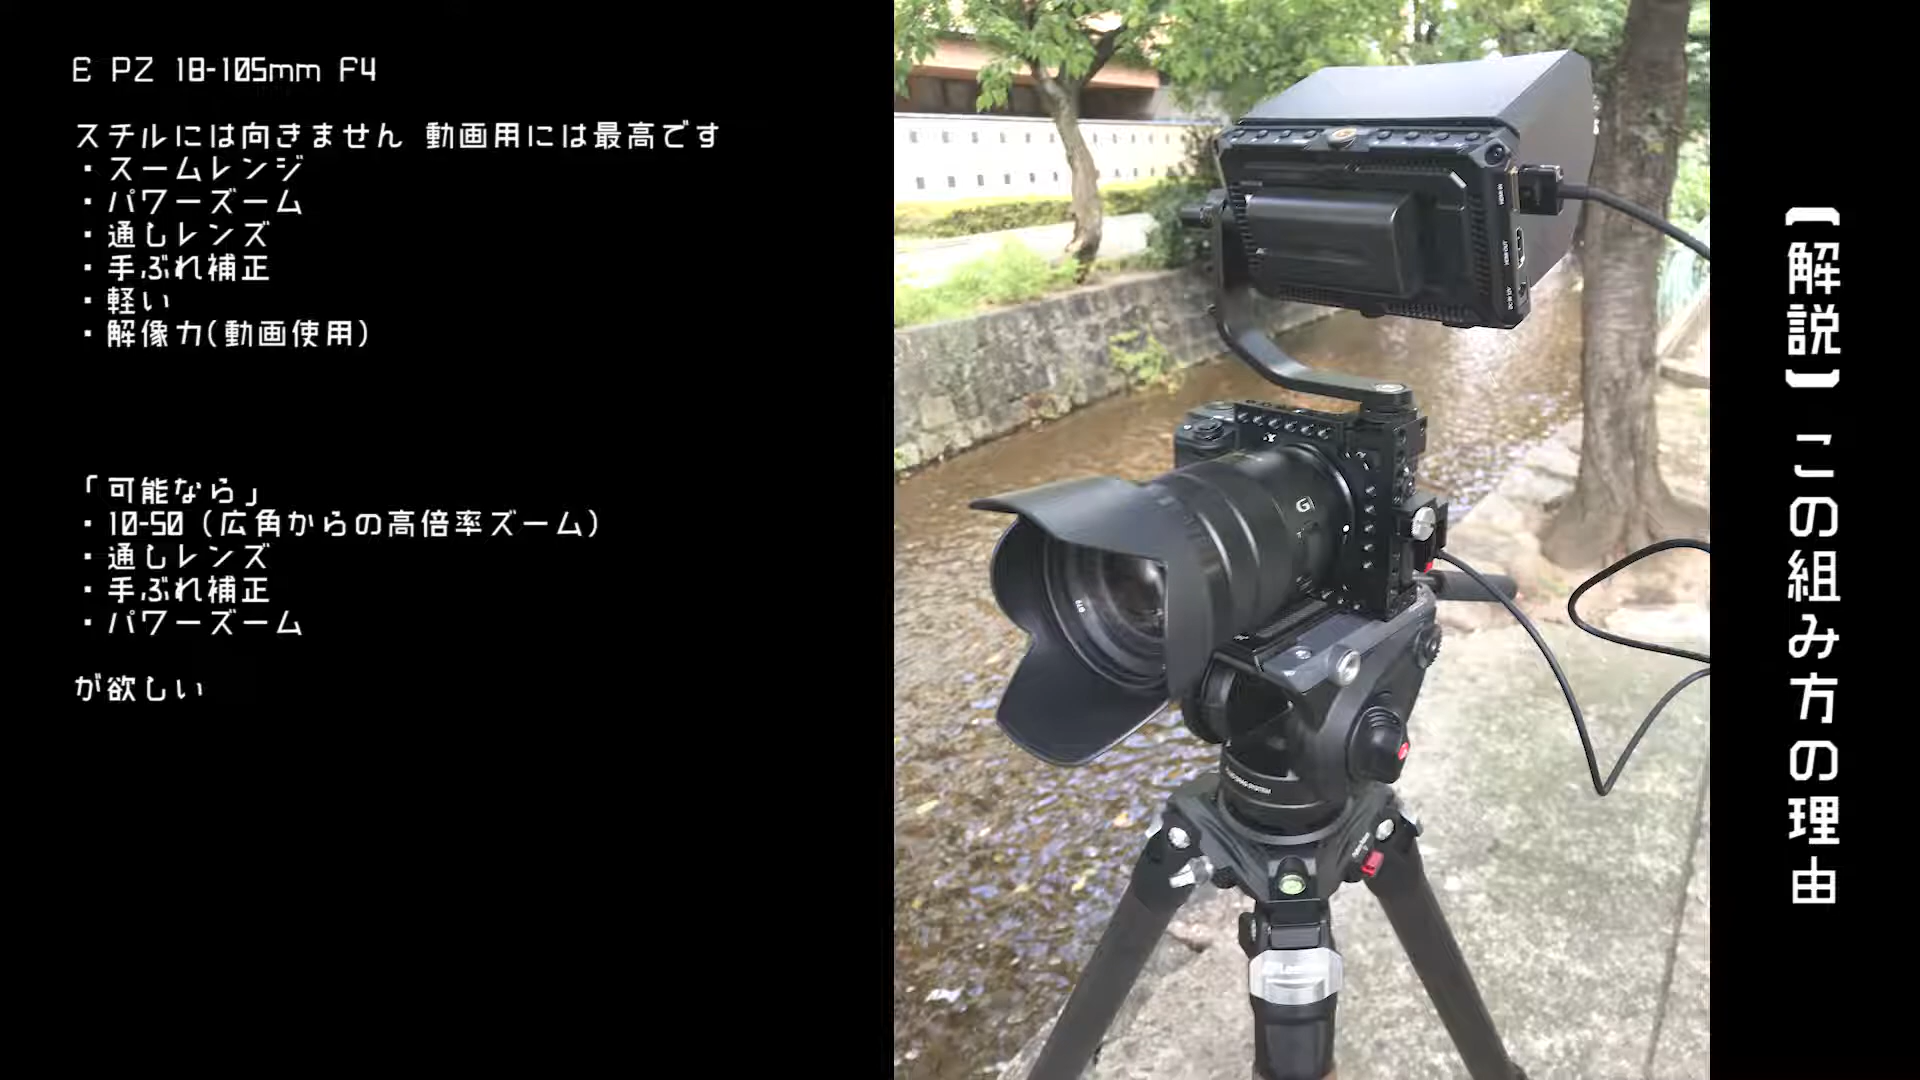 E PZ 18-105mm F4
スチルには向きません 動画用には最高です
・スームレンジ
・パワーズーム
・通しレンズ
・手ぶれ補正
・軽い
・解像力(動画使用)
「可能なら」
・10-50（広角からの高倍率ズーム）
・通しレンズ
・手ぶれ補正
・パワーズーム
が欲しい
【解説】この組み方の理由
HDMI IN
HDMI OUT
G